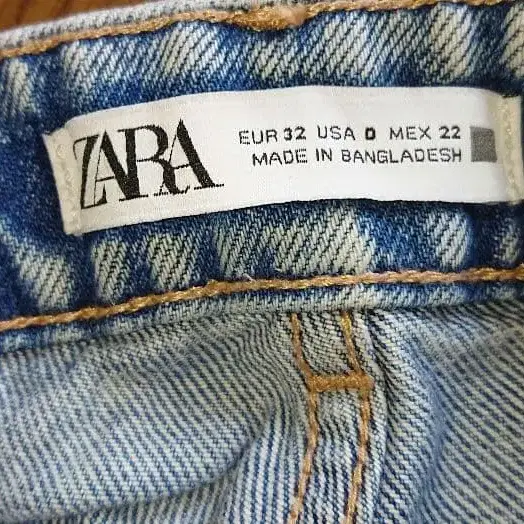 ZARA
EUR 32 USA 0 MEX 22
MADE IN BANGLADESH